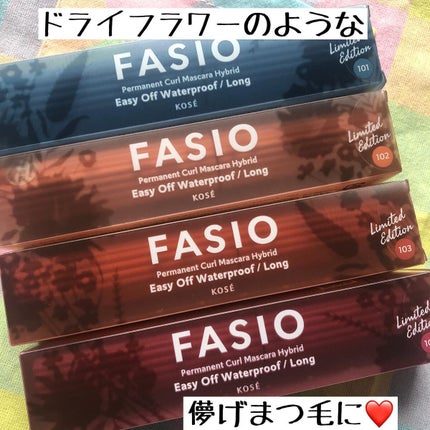 ドライフラワーのような
FASIO
Permanent Curl Mascara Hybrid
Easy Off Waterproof / Long
KOSÉ
Limited
Edition
101
FASIO
Permanent Curl Mascara Hybrid
Easy Off Waterproof / Long
KOSÉ
Limited
Edition
102
FASIO
Permanent Curl Mascara Hybrid
Easy Off Waterproof / Long
KOSÉ
Limited
Edition
103
FASIO
Permanent Curl Mascara Hybrid
Easy Off Waterproof / Long
KOSÉ
Limited
儚げまつ毛に❤️